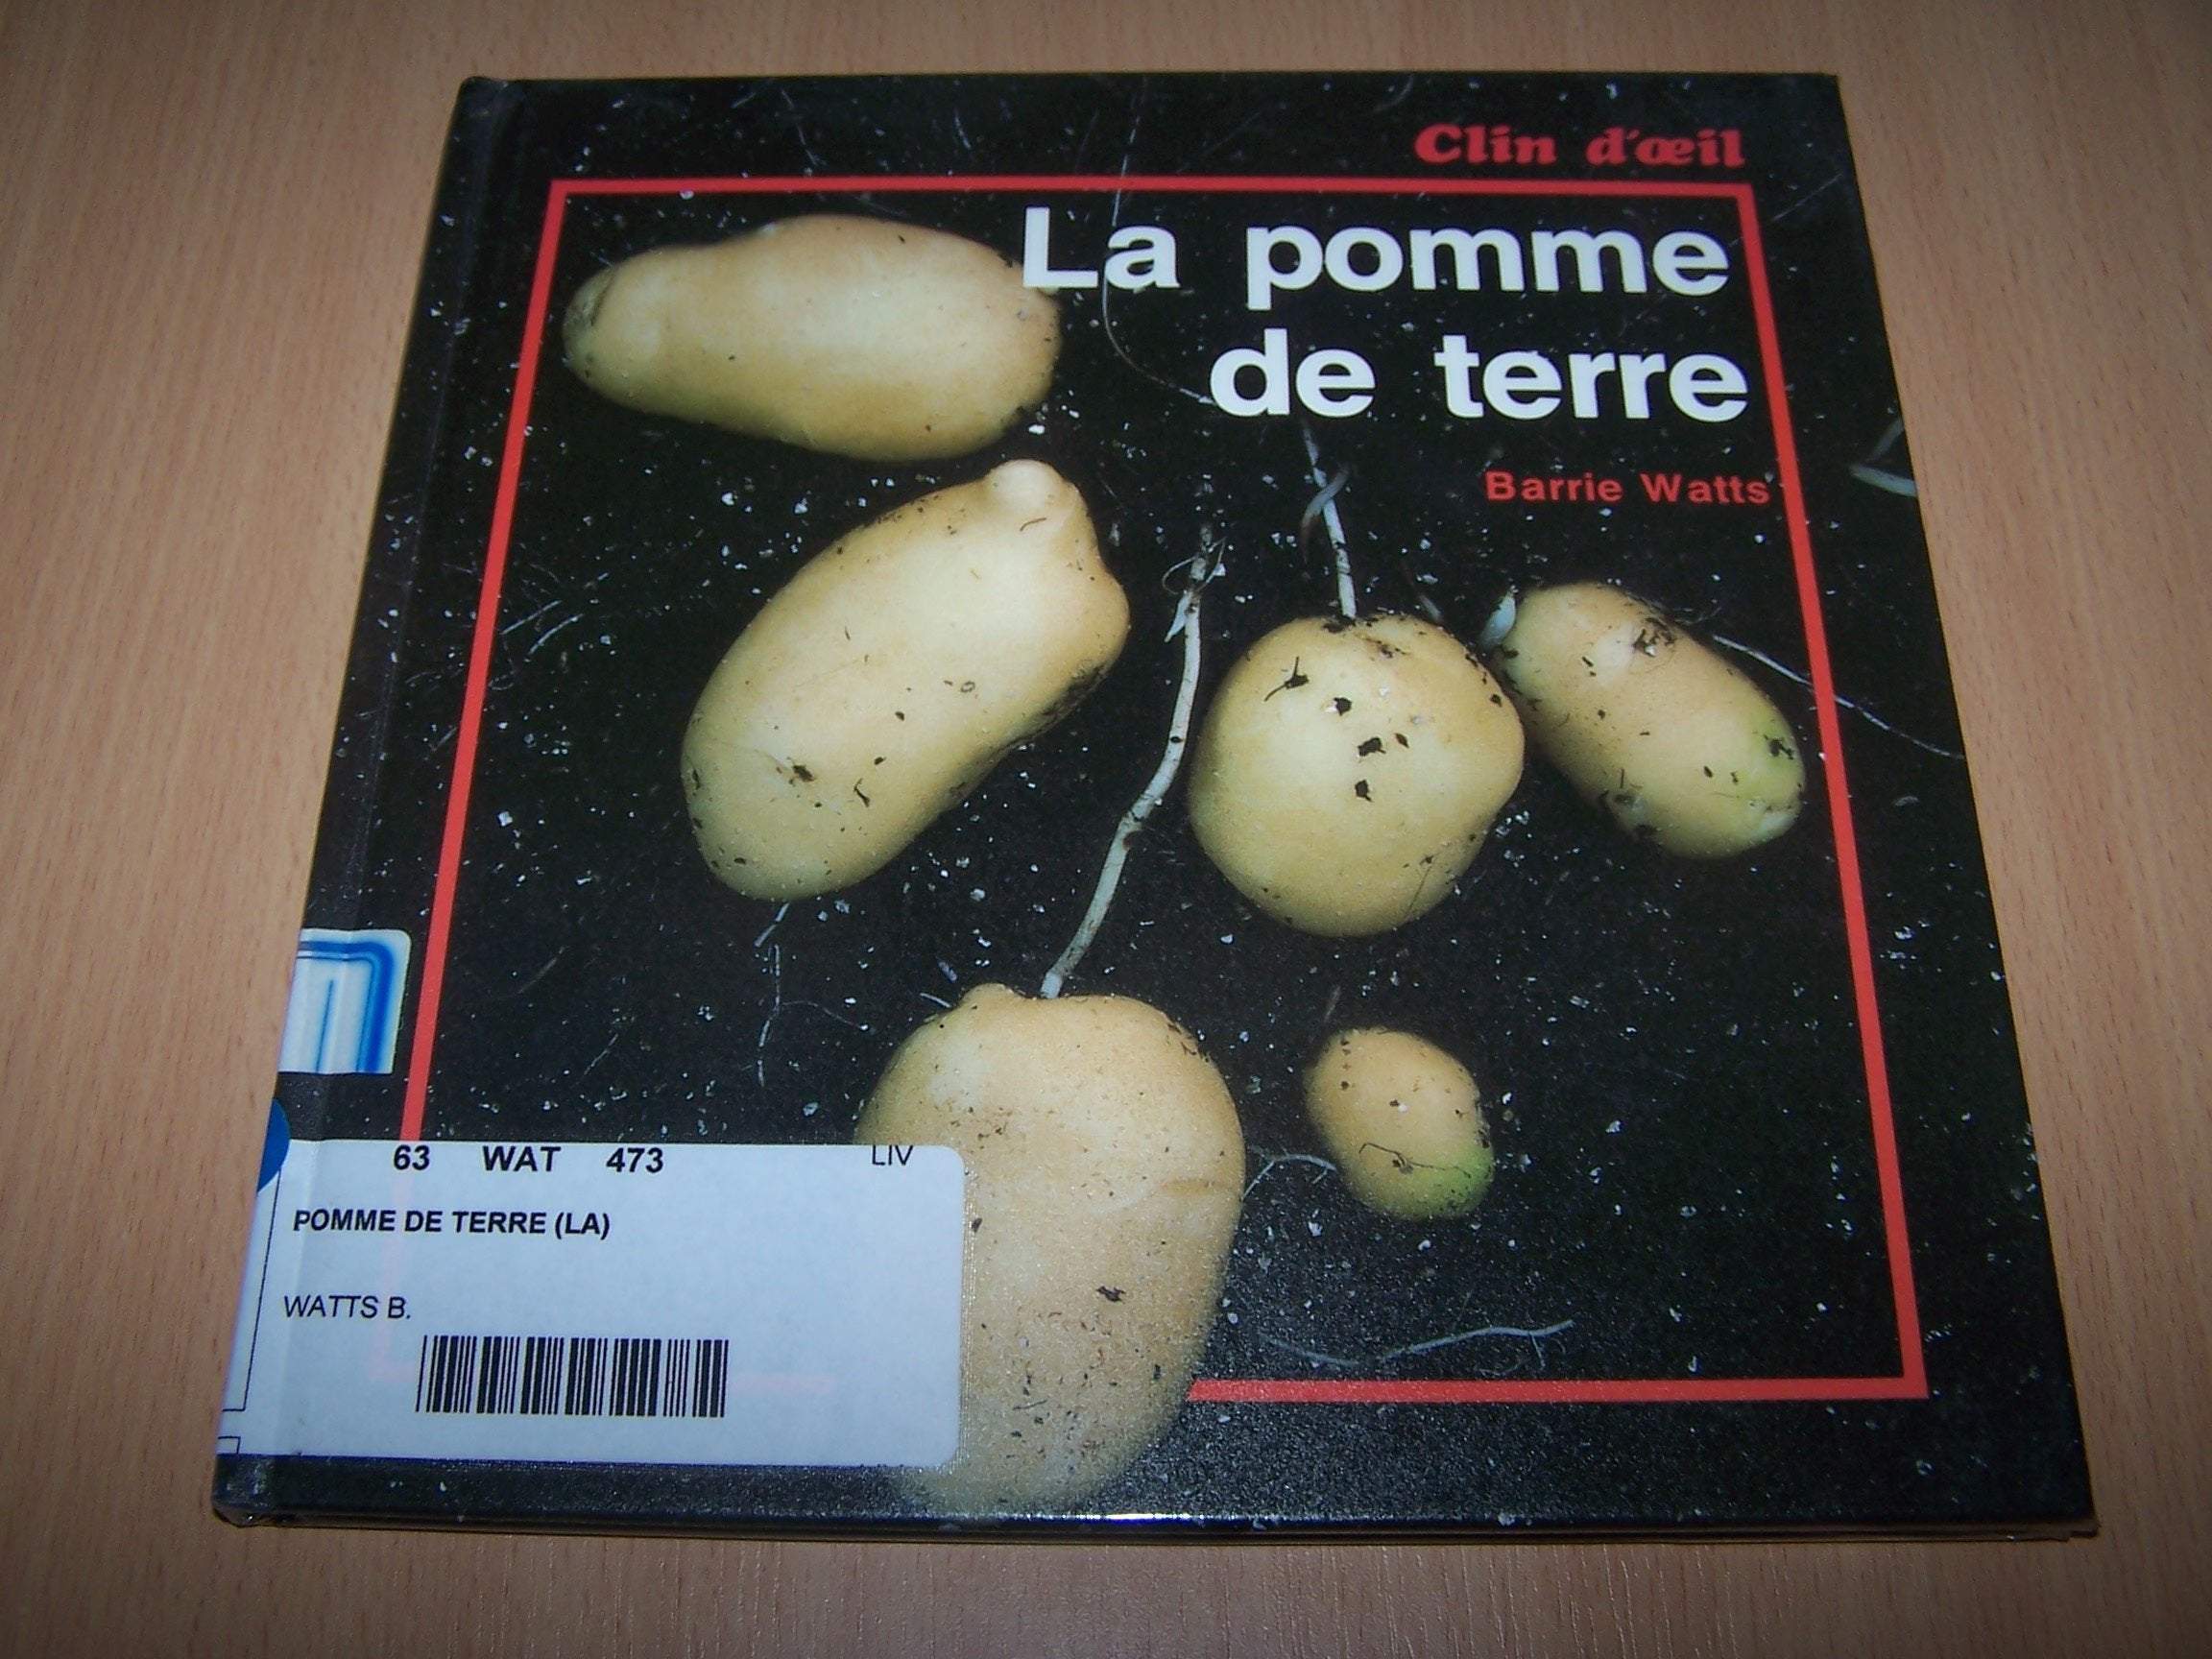 Clin d'œil
La pomme
de terre
Barrie Watts
63 WAT 473 LIV
POMME DE TERRE (LA)
WATTS B.